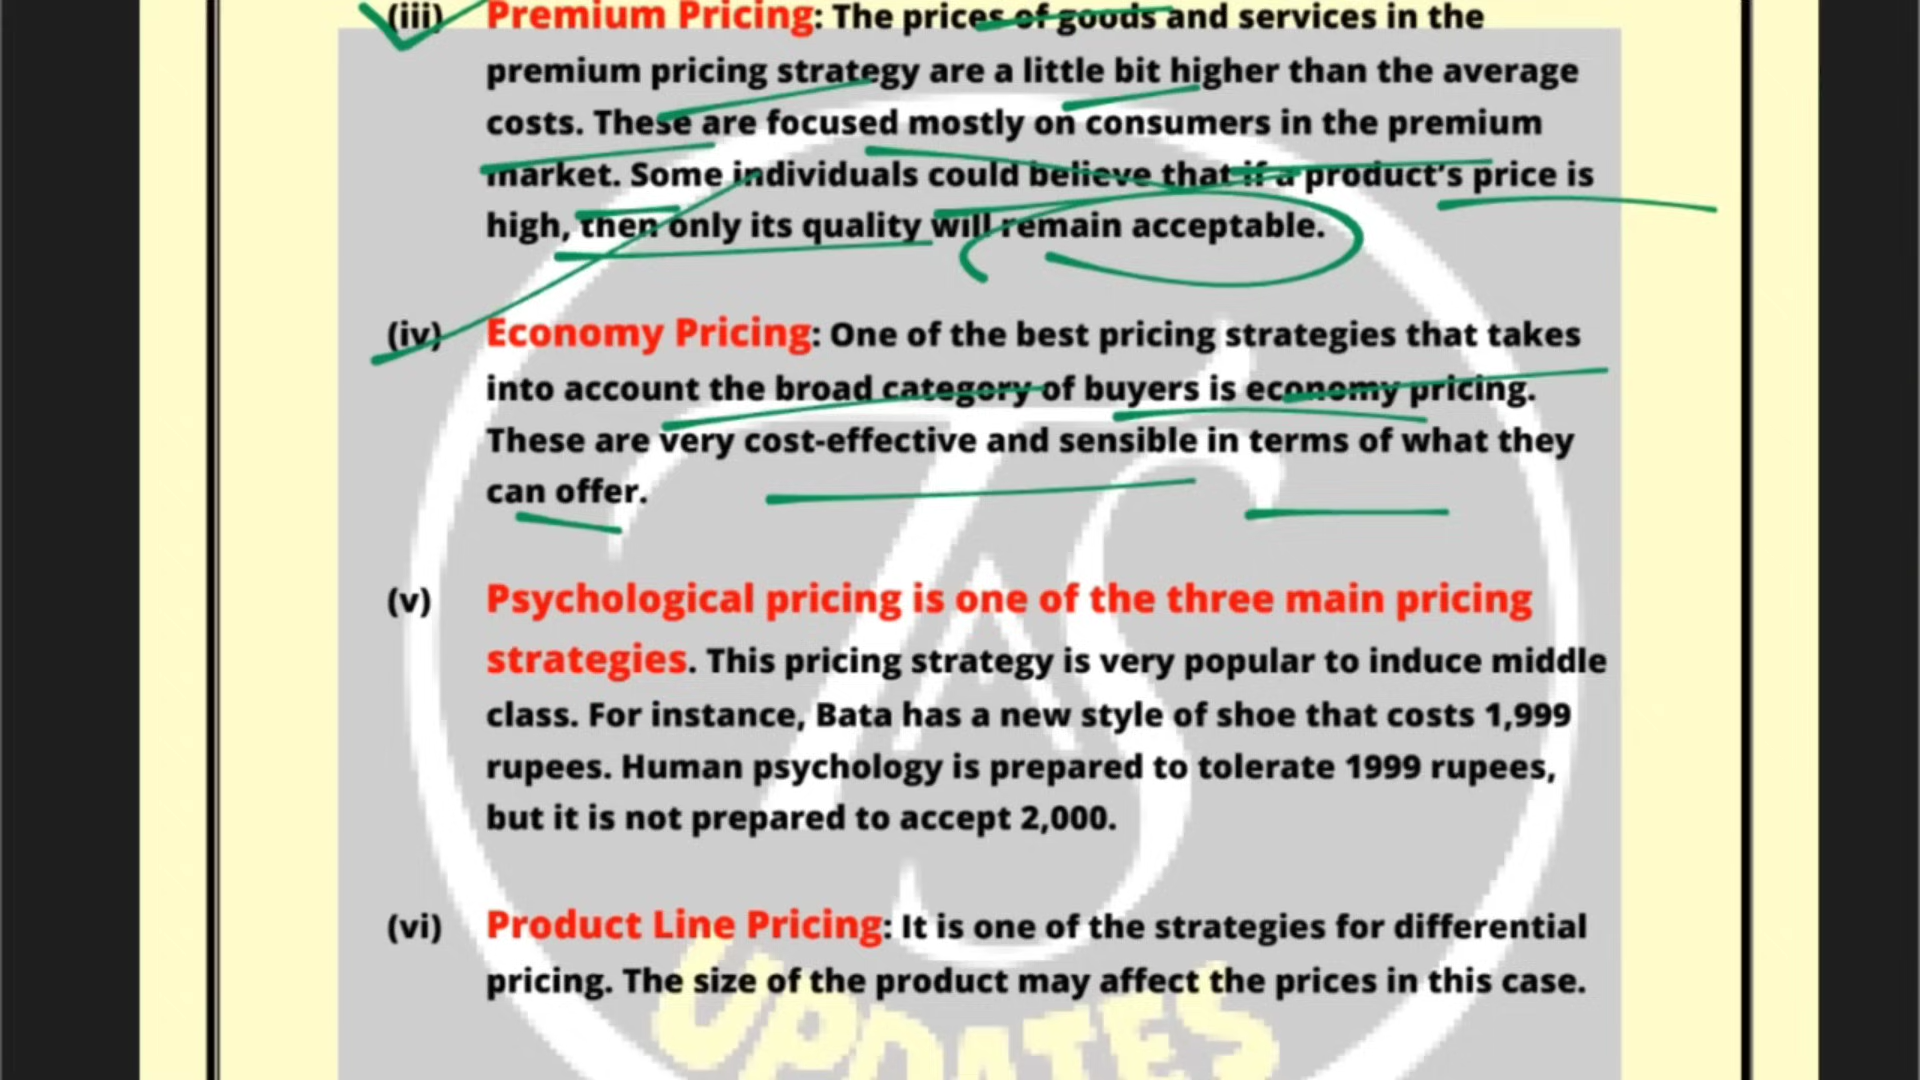 (iii) Premium Pricing: The prices of goods and services in the
premium pricing strategy are a little bit higher than the average
costs. These are focused mostly on consumers in the premium
market. Some individuals could believe that if a product's price is
high, then only its quality will remain acceptable.
(iv) Economy Pricing: One of the best pricing strategies that takes
into account the broad category of buyers is economy pricing.
These are very cost-effective and sensible in terms of what they
can offer.
(v) Psychological pricing is one of the three main pricing
strategies. This pricing strategy is very popular to induce middle
class. For instance, Bata has a new style of shoe that costs 1,999
rupees. Human psychology is prepared to tolerate 1999 rupees,
but it is not prepared to accept 2,000.
(vi) Product Line Pricing: It is one of the strategies for differential
pricing. The size of the product may affect the prices in this case.
UPDATES